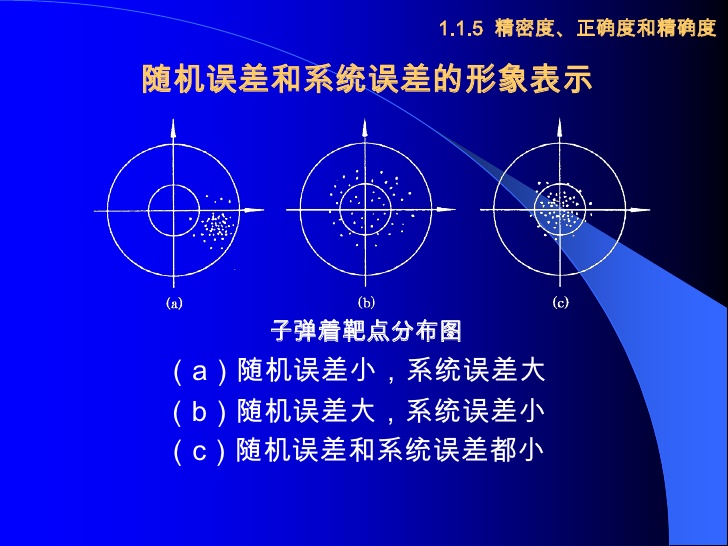 1.1.5 精密度、正确度和精确度
随机误差和系统误差的形象表示
(a) (b) (c)
子弹着靶点分布图
（a）随机误差小，系统误差大
（b）随机误差大，系统误差小
（c）随机误差和系统误差都小